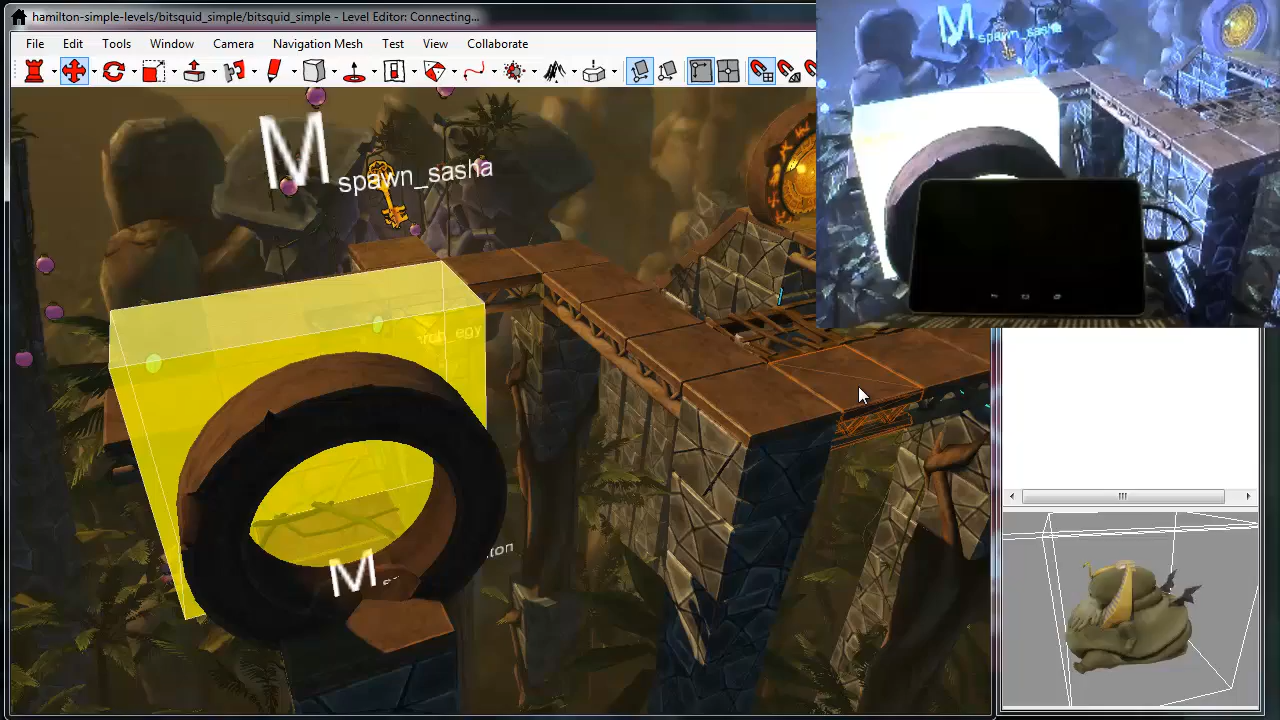 hamilton-simple-levels/bitsquid_simple/bitsquid_simple - Level Editor: Connecting...
File Edit Tools Window Camera Navigation Mesh Test View Collaborate
M spawn_sasha
M spawn_sasha
M